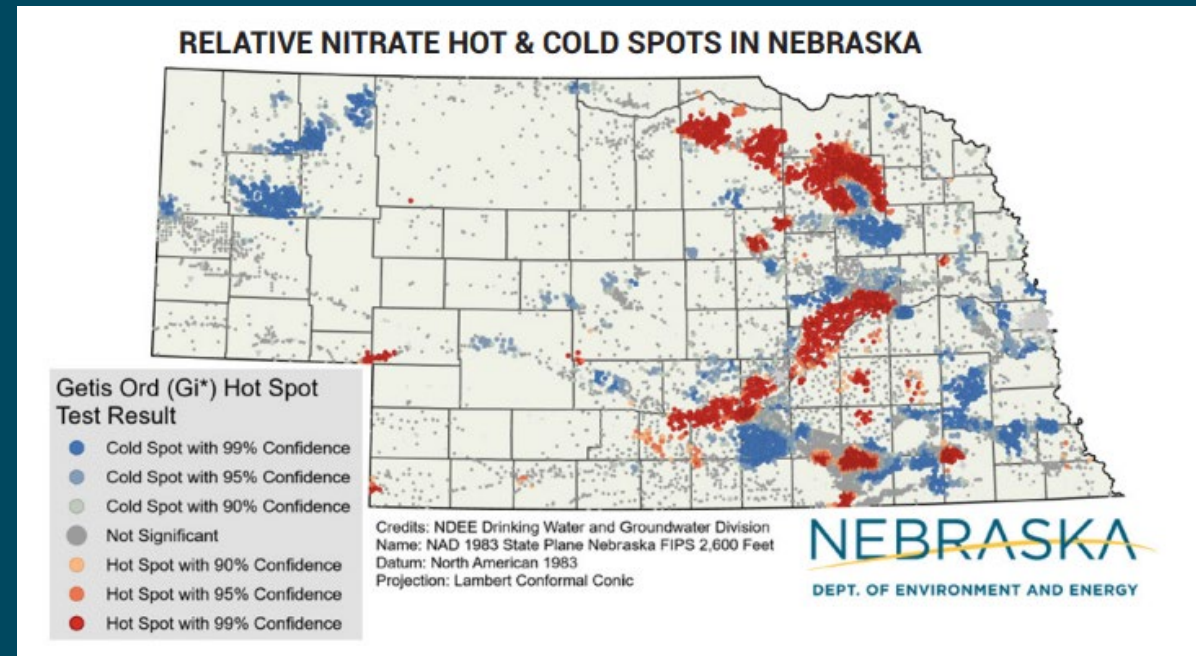 RELATIVE NITRATE HOT & COLD SPOTS IN NEBRASKA
Getis Ord (Gi*) Hot Spot
Test Result
Cold Spot with 99% Confidence
Cold Spot with 95% Confidence
Cold Spot with 90% Confidence
Not Significant
Hot Spot with 90% Confidence
Hot Spot with 95% Confidence
Hot Spot with 99% Confidence
Credits: NDEE Drinking Water and Groundwater Division
Name: NAD 1983 State Plane Nebraska FIPS 2,600 Feet
Datum: North American 1983
Projection: Lambert Conformal Conic
NEBRASKA
DEPT. OF ENVIRONMENT AND ENERGY